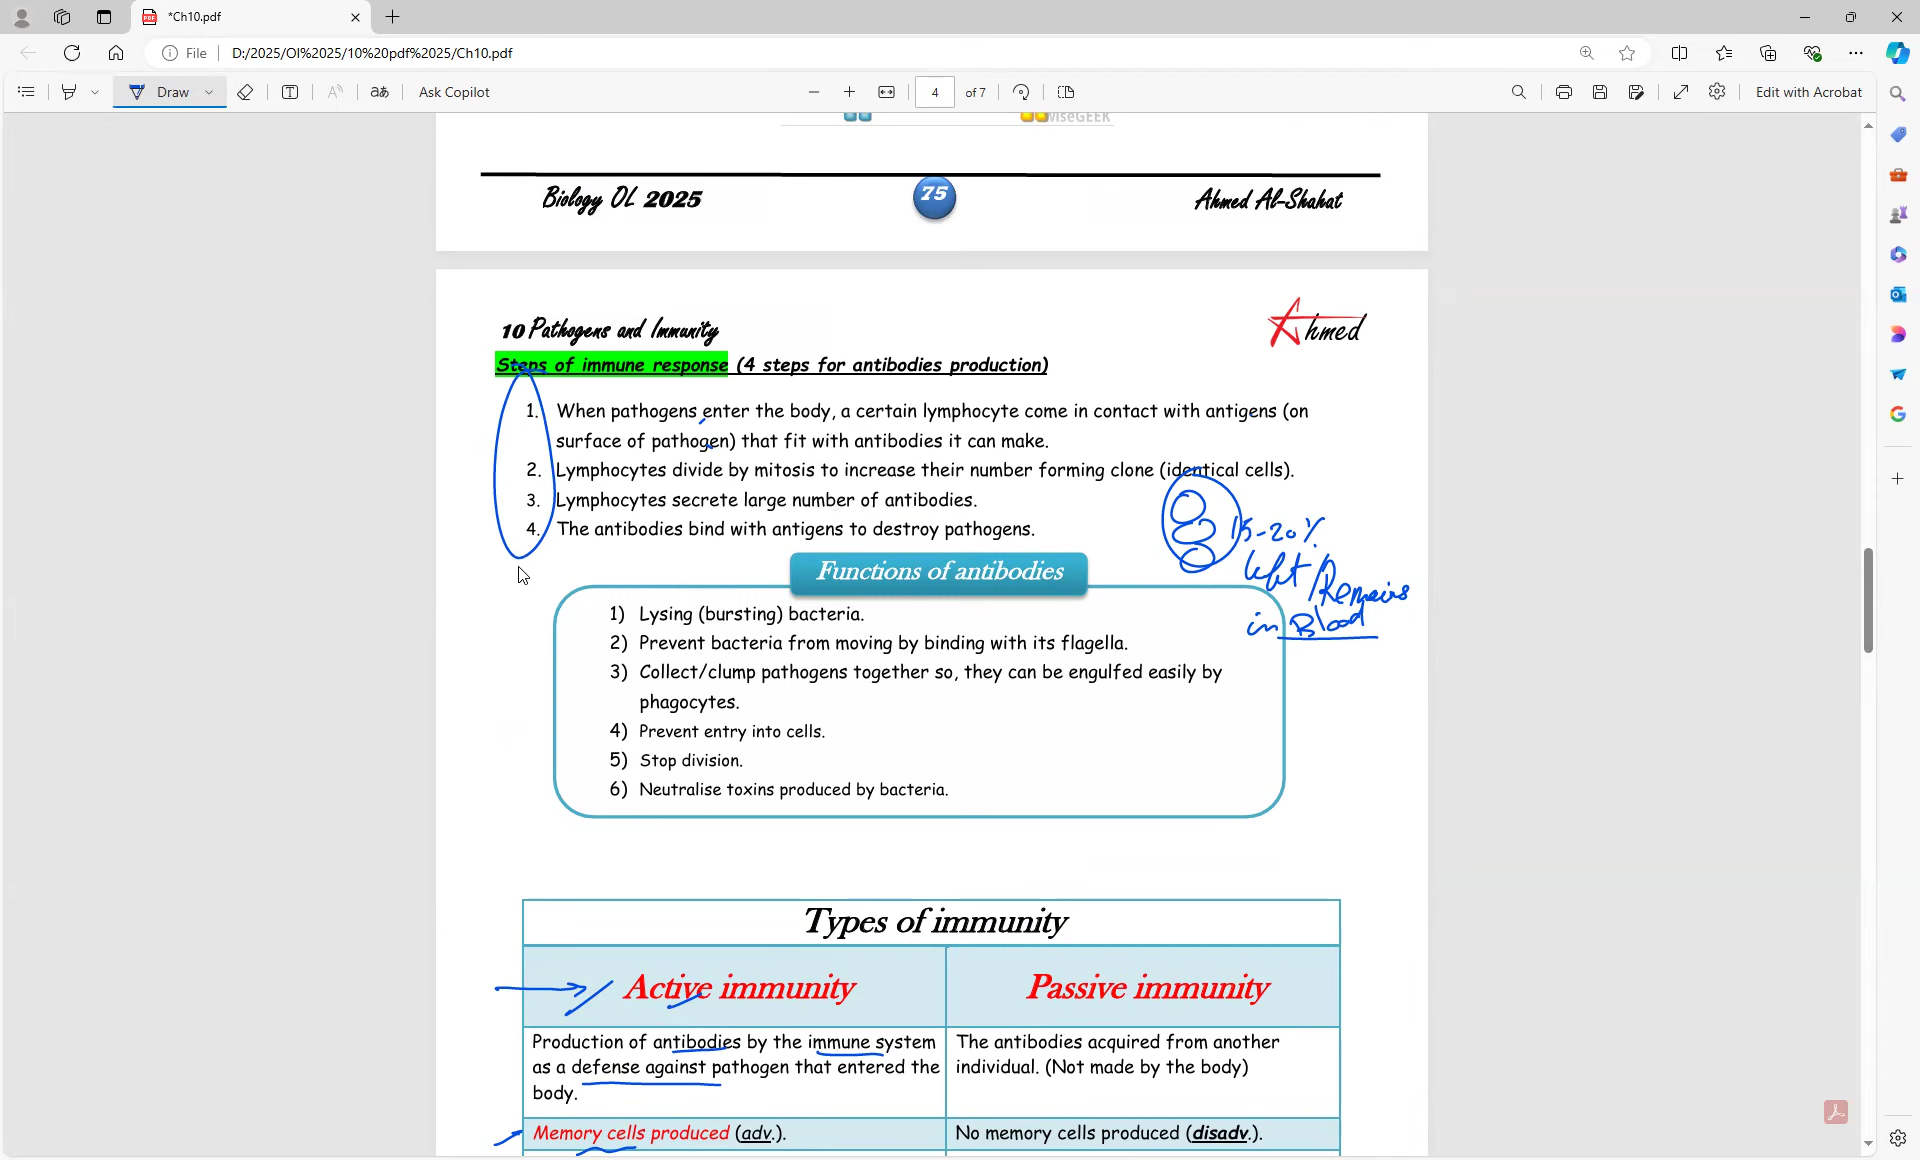 *Ch10.pdf
File
D:/2025/Ol%2025/10%20pdf%2025/Ch10.pdf
Draw
aあ
Ask Copilot
4
of 7
Edit with Acrobat
wiseGEEK
Biology OL 2025
75
Ahmed Al-Shahat
10 Pathogens and Immunity
Ahmed
Steps of immune response (4 steps for antibodies production)
1. When pathogens enter the body, a certain lymphocyte come in contact with antigens (on
surface of pathogen) that fit with antibodies it can make.
2. Lymphocytes divide by mitosis to increase their number forming clone (identical cells).
3. Lymphocytes secrete large number of antibodies.
4. The antibodies bind with antigens to destroy pathogens.
15-20%
left/Remains
in Blood
Functions of antibodies
1) Lysing (bursting) bacteria.
2) Prevent bacteria from moving by binding with its flagella.
3) Collect/clump pathogens together so, they can be engulfed easily by
phagocytes.
4) Prevent entry into cells.
5) Stop division.
6) Neutralise toxins produced by bacteria.
Types of immunity
Active immunity
Passive immunity
Production of antibodies by the immune system
as a defense against pathogen that entered the
body.
The antibodies acquired from another
individual. (Not made by the body)
Memory cells produced (adv.).
No memory cells produced (disadv.).